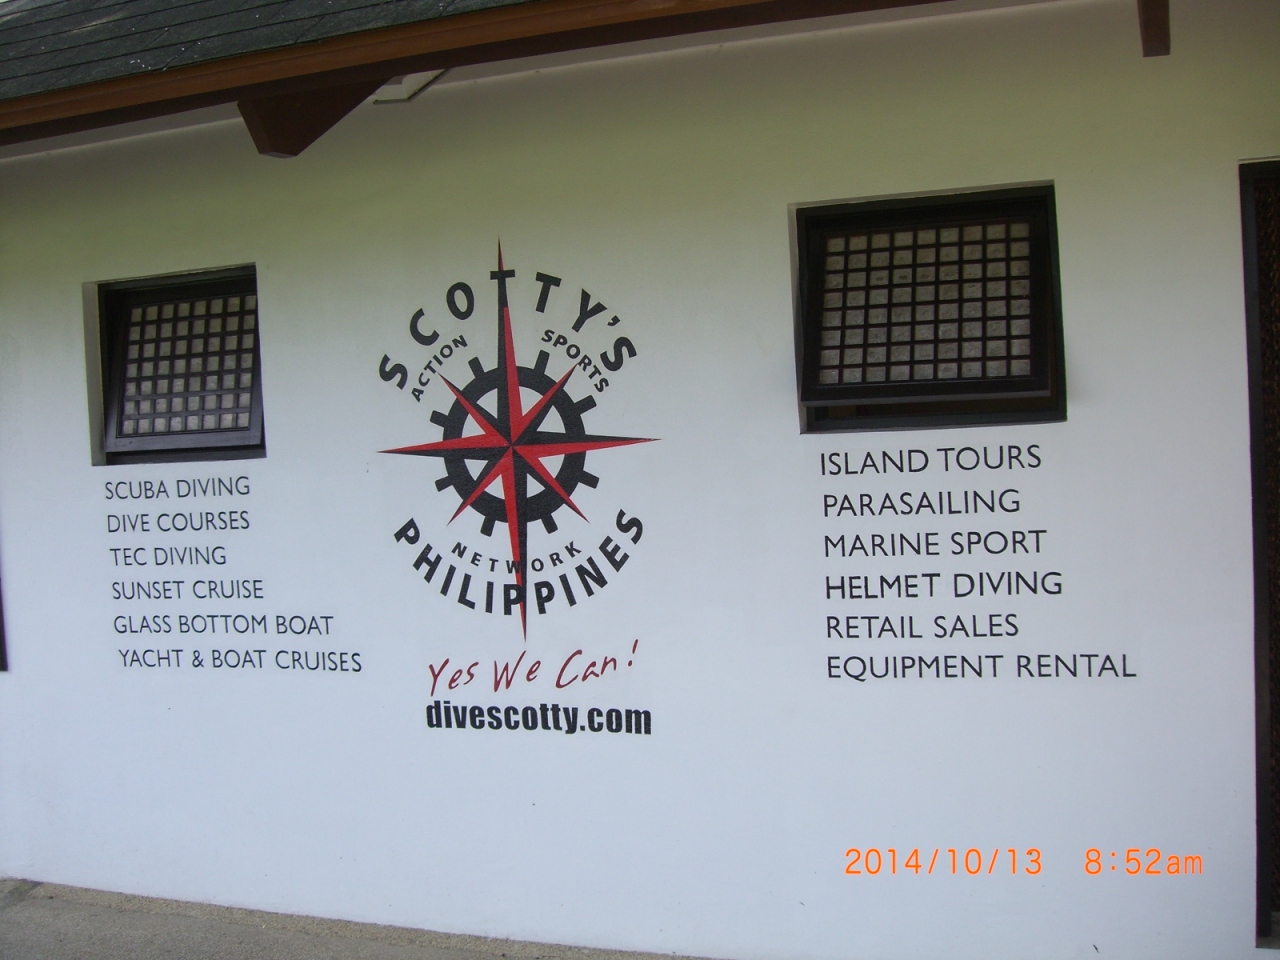 SCOTTY'S
ACTION SPORTS
NETWORK
PHILIPPINES
Yes We Can!
divescotty.com
SCUBA DIVING
DIVE COURSES
TEC DIVING
SUNSET CRUISE
GLASS BOTTOM BOAT
YACHT & BOAT CRUISES
ISLAND TOURS
PARASAILING
MARINE SPORT
HELMET DIVING
RETAIL SALES
EQUIPMENT RENTAL
2014/10/13 8:52am